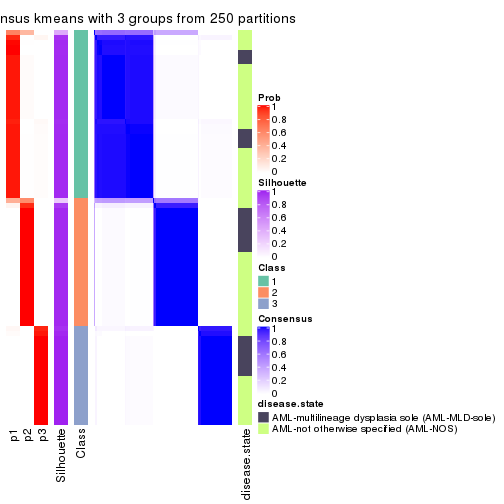 nsus kmeans with 3 groups from 250 partitions
Prob
1
0.8
0.6
0.4
0.2
0
Silhouette
1
0.8
0.6
0.4
0.2
0
Class
1
2
3
Consensus
1
0.8
0.6
0.4
0.2
0
disease.state
AML-multilineage dysplasia sole (AML-MLD-sole)
AML-not otherwise specified (AML-NOS)
p1
p2
p3
Silhouette
Class
disease.state